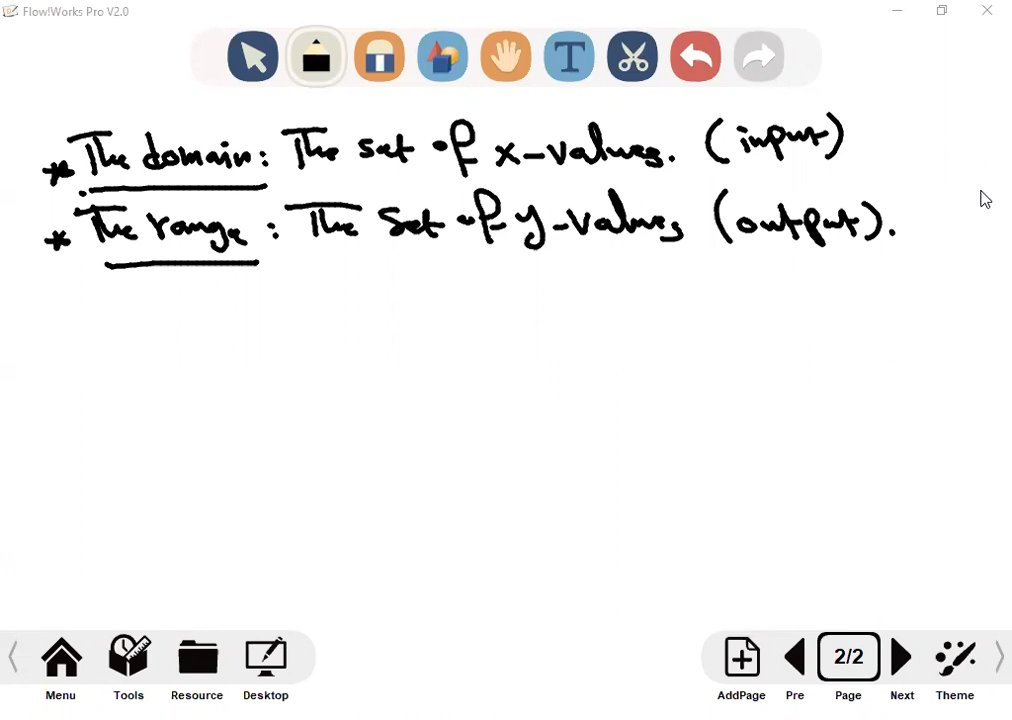 Flow!Works Pro V2.0
T
* The domain: The set of x-values. (input)
* The range: The set of y-values (output).
2/2
Menu Tools Resource Desktop AddPage Pre Page Next Theme